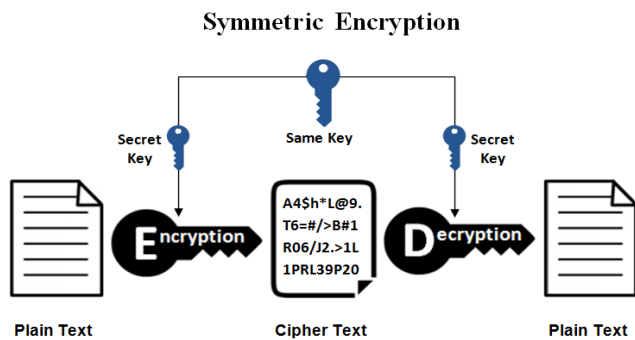 Symmetric Encryption
Secret
Key
Same Key
Secret
Key
A4$h*L@9.
T6=#/>B#1
R06/J2.>1L
1PRL39P20
Encryption
Decryption
Plain Text
Cipher Text
Plain Text